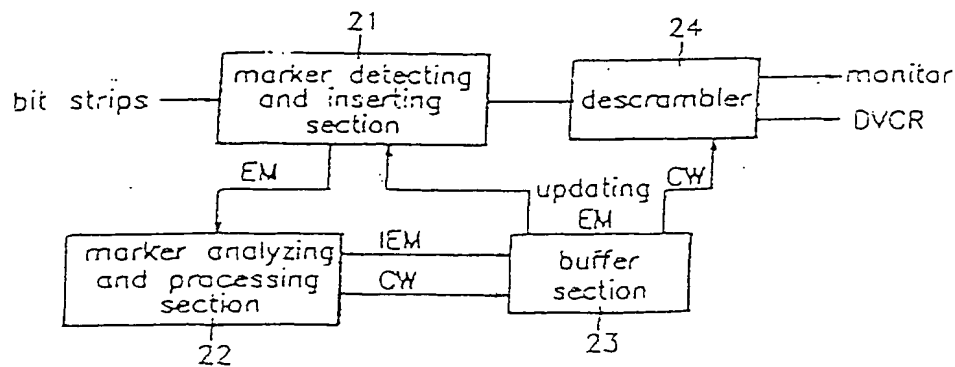 21
24
bit strips
marker detecting
and inserting
section
descrambler
monitor
DVCR
EM
updating
EM
CW
marker analyzing
and processing
section
IEM
CW
buffer
section
22
23